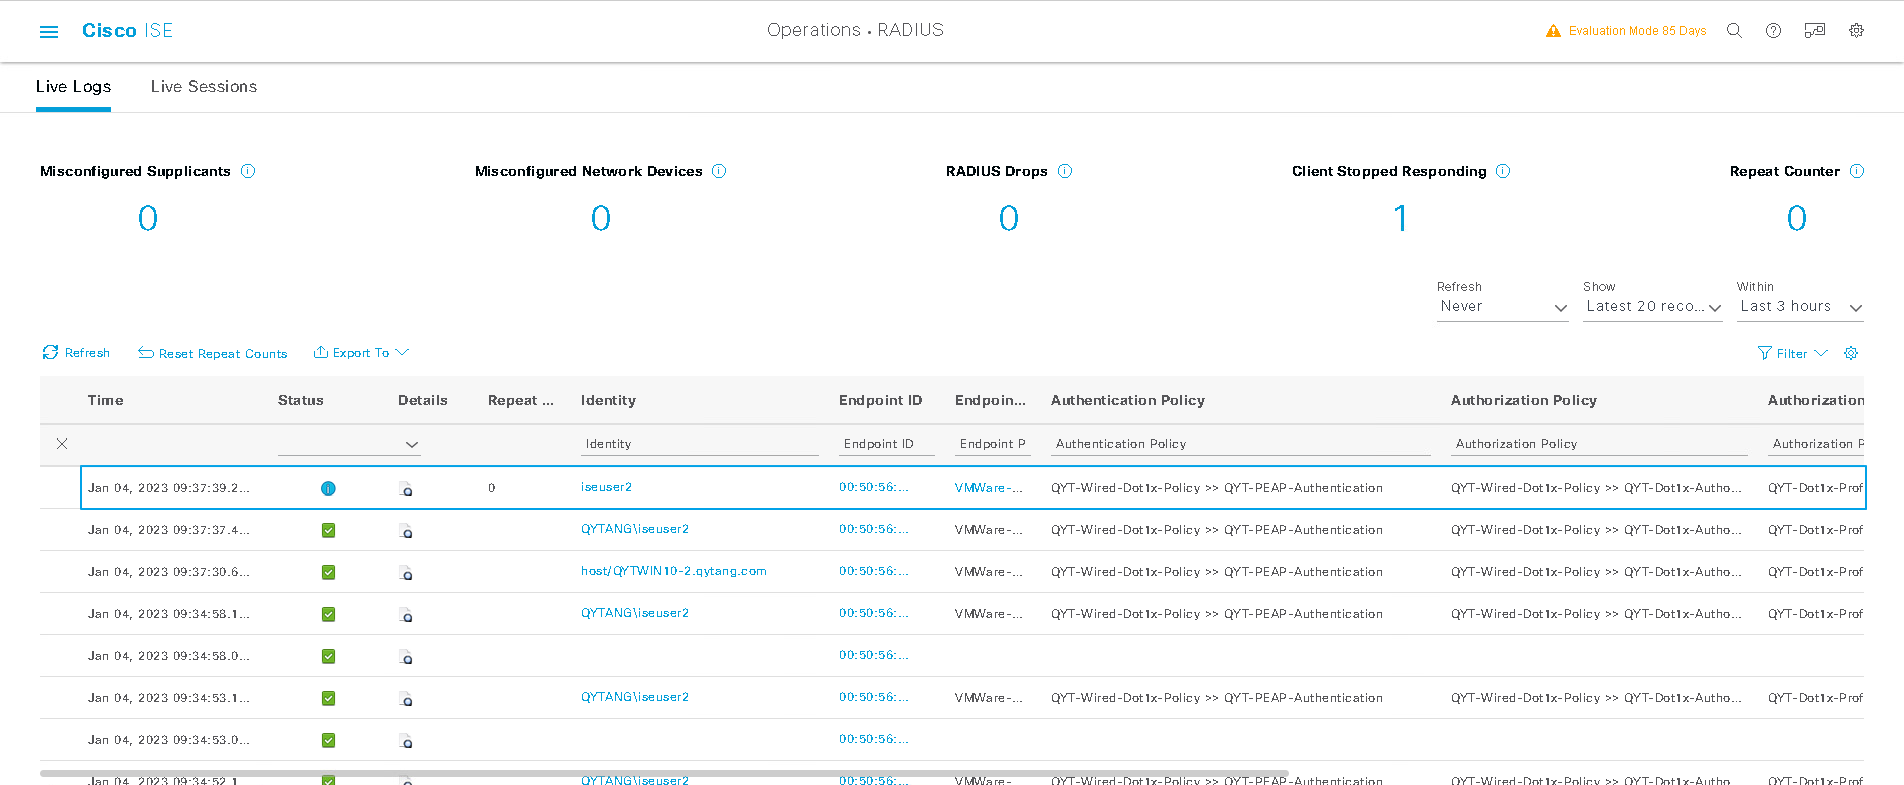 Cisco ISE
Operations · RADIUS
Evaluation Mode 85 Days
Live Logs
Live Sessions
Misconfigured Supplicants
Misconfigured Network Devices
RADIUS Drops
Client Stopped Responding
Repeat Counter
0
0
0
1
0
Refresh
Show
Within
Never
Latest 20 reco...
Last 3 hours
Refresh
Reset Repeat Counts
Export To
Filter
Time Status Details Repeat ... Identity Endpoint ID Endpoin... Authentication Policy Authorization Policy Authorization
Identity Endpoint ID Endpoint P Authentication Policy Authorization Policy Authorization P
Jan 04, 2023 09:37:39.2... 0 iseuser2 00:50:56:... VMWare-... QYT-Wired-Dot1x-Policy >> QYT-PEAP-Authentication QYT-Wired-Dot1x-Policy >> QYT-Dot1x-Autho... QYT-Dot1x-Prof
Jan 04, 2023 09:37:37.4... QYTANG\iseuser2 00:50:56:... VMWare-... QYT-Wired-Dot1x-Policy >> QYT-PEAP-Authentication QYT-Wired-Dot1x-Policy >> QYT-Dot1x-Autho... QYT-Dot1x-Prof
Jan 04, 2023 09:37:30.6... host/QYTWIN10-2.qytang.com 00:50:56:... VMWare-... QYT-Wired-Dot1x-Policy >> QYT-PEAP-Authentication QYT-Wired-Dot1x-Policy >> QYT-Dot1x-Autho... QYT-Dot1x-Prof
Jan 04, 2023 09:34:58.1... QYTANG\iseuser2 00:50:56:... VMWare-... QYT-Wired-Dot1x-Policy >> QYT-PEAP-Authentication QYT-Wired-Dot1x-Policy >> QYT-Dot1x-Autho... QYT-Dot1x-Prof
Jan 04, 2023 09:34:58.0... 00:50:56:...
Jan 04, 2023 09:34:53.1... QYTANG\iseuser2 00:50:56:... VMWare-... QYT-Wired-Dot1x-Policy >> QYT-PEAP-Authentication QYT-Wired-Dot1x-Policy >> QYT-Dot1x-Autho... QYT-Dot1x-Prof
Jan 04, 2023 09:34:53.0... 00:50:56:...
Jan 04, 2023 09:34:52.1 QYTANG\iseuser2 00:50:56:... VMWare- QYT-Wired-Dot1x-Policy >> QYT-PEAP-Authentication QYT-Wired-Dot1x-Policy >> QYT-Dot1x-Autho QYT-Dot1x-Prof